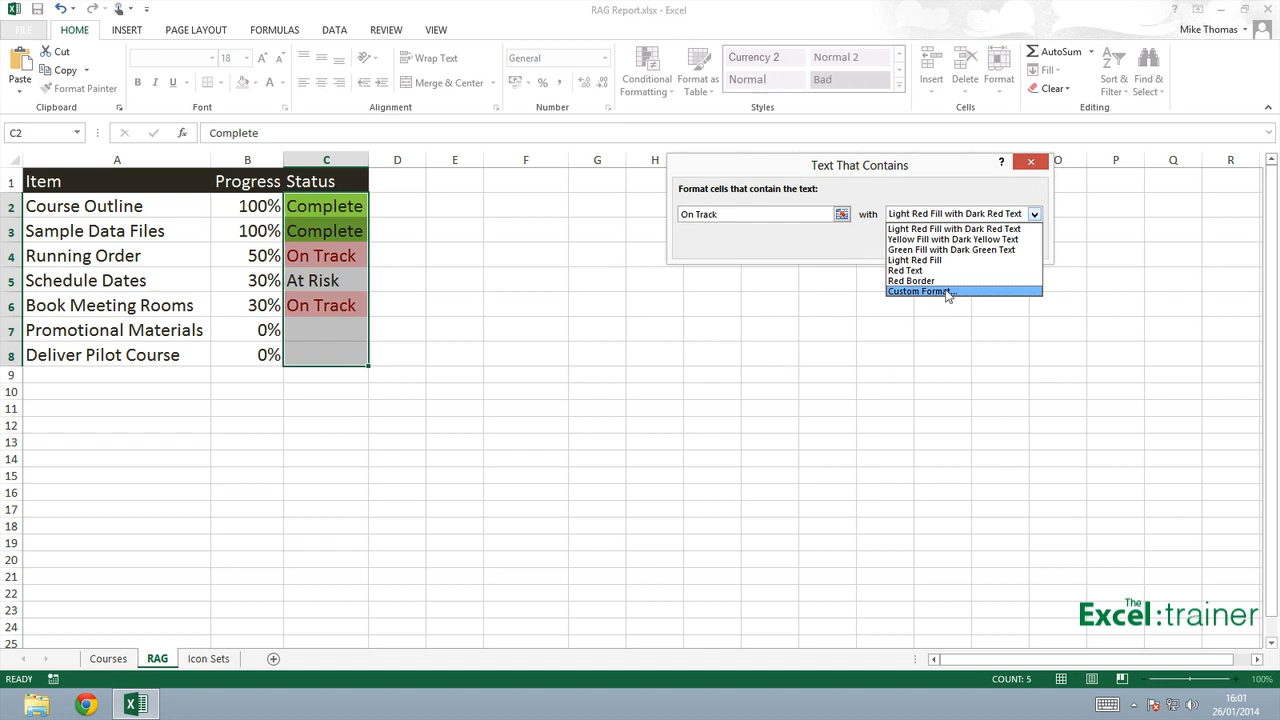 RAG Report.xlsx - Excel
FILE HOME INSERT PAGE LAYOUT FORMULAS DATA REVIEW VIEW Mike Thomas
Paste
Cut
Copy
Format Painter
Clipboard
18
B I U
Font
Wrap Text
Merge & Center
Alignment
General
%
Number
Conditional Formatting
Format as Table
Currency 2 Normal 2
Normal Bad
Styles
Insert Delete Format
Cells
AutoSum
Fill
Clear
Sort & Filter
Find & Select
Editing
C2 fx Complete
A B C D E F G H O P Q R
1 Item Progress Status
2 Course Outline 100% Complete
3 Sample Data Files 100% Complete
4 Running Order 50% On Track
5 Schedule Dates 30% At Risk
6 Book Meeting Rooms 30% On Track
7 Promotional Materials 0%
8 Deliver Pilot Course 0%
9
10
11
12
13
14
15
16
17
18
19
20
21
22
23
24
25
Text That Contains ?
Format cells that contain the text:
On Track with Light Red Fill with Dark Red Text
Light Red Fill with Dark Red Text
Yellow Fill with Dark Yellow Text
Green Fill with Dark Green Text
Light Red Fill
Red Text
Red Border
Custom Format...
The
Excel:trainer
Courses RAG Icon Sets
READY COUNT: 5 100%
16:01
26/01/2014